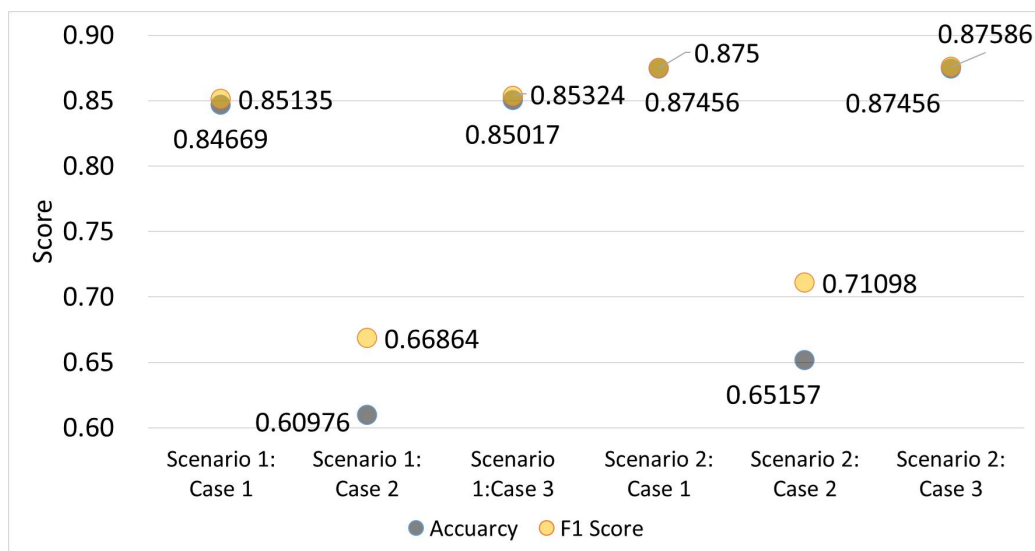 0.90
0.85
0.80
0.75
0.70
0.65
0.60
Score
0.85135
0.84669
0.66864
0.60976
0.85324
0.85017
0.875
0.87456
0.71098
0.65157
0.87586
0.87456
Scenario 1:
Case 1
Scenario 1:
Case 2
Scenario
1:Case 3
Scenario 2:
Case 1
Scenario 2:
Case 2
Scenario 2:
Case 3
Accuarcy
F1 Score